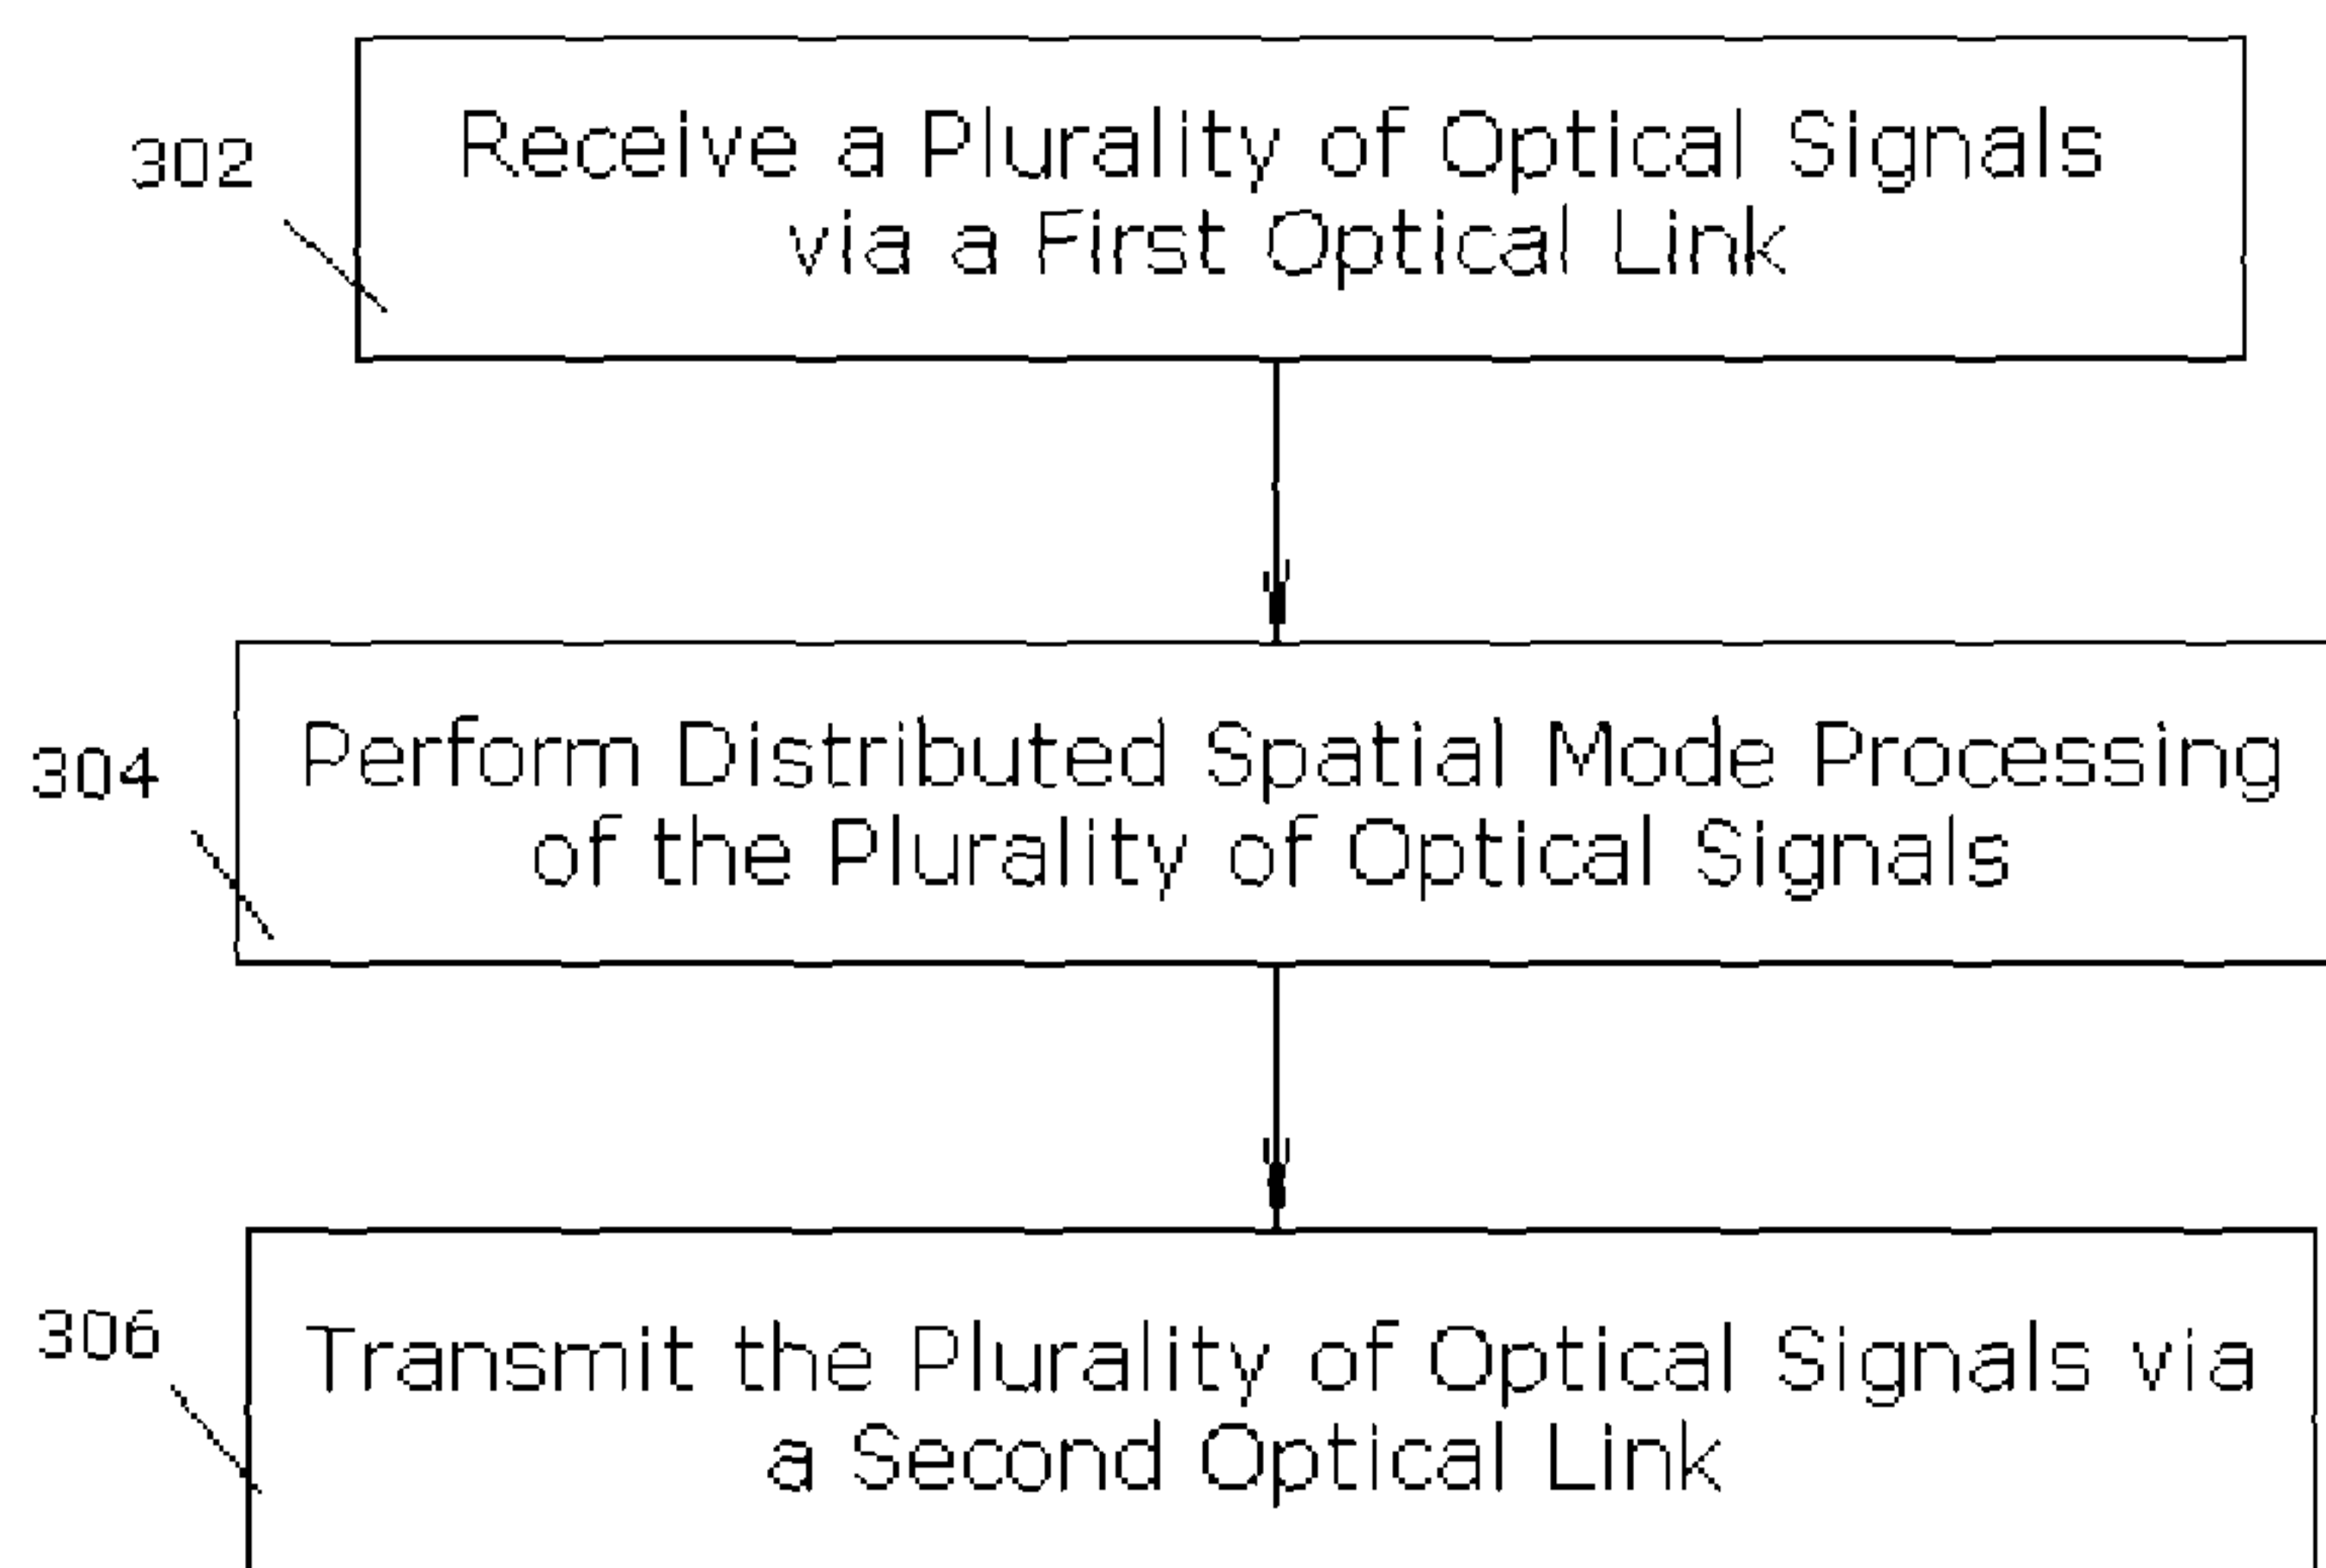 302
Receive a Plurality of Optical Signals
via a First Optical Link
304
Perform Distributed Spatial Mode Processing
of the Plurality of Optical Signals
306
Transmit the Plurality of Optical Signals via
a Second Optical Link